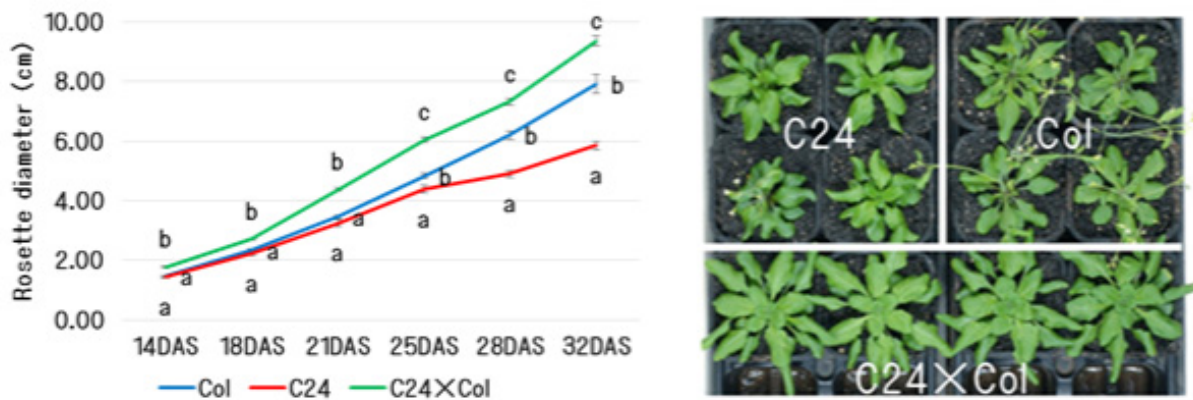 Rosette diameter (cm)
10.00
8.00
6.00
4.00
2.00
0.00
b
a
a
b
a
a
b
a
a
c
b
a
c
b
a
c
b
a
14DAS 18DAS 21DAS 25DAS 28DAS 32DAS
Col C24 C24×Col
C24
Col
C24×Col